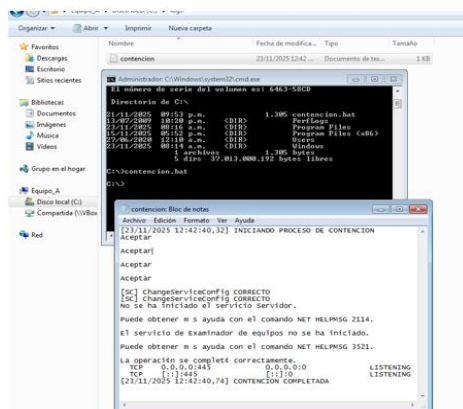 Equipo_A
Disco local (C:)
logs
Organizar
Abrir
Imprimir
Nueva carpeta
Favoritos
Descargas
Escritorio
Sitios recientes
Bibliotecas
Documentos
Imágenes
Música
Vídeos
Grupo en el hogar
Equipo_A
Disco local (C:)
Compartida (\\VBox
Red
Nombre
Fecha de modifica...
Tipo
Tamaño
contencion
23/11/2025 12:42 ...
Documento de tex...
1 KB
Administrador: C:\Windows\system32\cmd.exe
El número de serie del volumen es: 6463-58CD
Directorio de C:\
21/11/2025 09:53 p.m. 1.305 contencion.bat
13/07/2009 10:20 p.m. <DIR> PerfLogs
23/11/2025 08:16 a.m. <DIR> Program Files
15/11/2025 05:52 p.m. <DIR> Program Files (x86)
27/06/2020 12:10 a.m. <DIR> Users
23/11/2025 08:14 a.m. <DIR> Windows
1 archivos 1.305 bytes
5 dirs 37.013.000.192 bytes libres
C:\>contencion.bat
C:\>
contencion: Bloc de notas
Archivo Edición Formato Ver Ayuda
[23/11/2025 12:42:40,32] INICIANDO PROCESO DE CONTENCION
Aceptar
Aceptar
Aceptar
Aceptar
[SC] ChangeServiceConfig CORRECTO
[SC] ChangeServiceConfig CORRECTO
No se ha iniciado el servicio Servidor.
Puede obtener m s ayuda con el comando NET HELPMSG 2114.
El servicio de Examinador de equipos no se ha iniciado.
Puede obtener m s ayuda con el comando NET HELPMSG 3521.
La operaci¢n se complet¢ correctamente.
TCP 0.0.0.0:445 0.0.0.0:0 LISTENING
TCP [::]:445 [::]:0 LISTENING
[23/11/2025 12:42:40,74] CONTENCION COMPLETADA